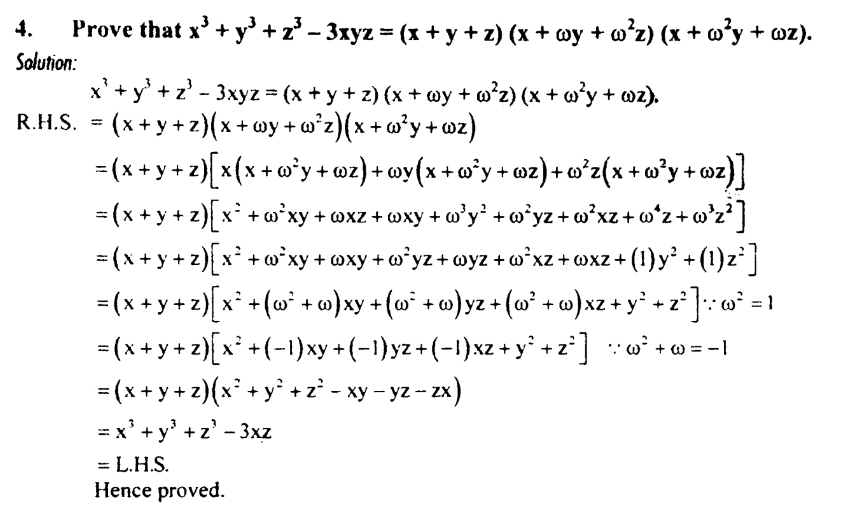 4. Prove that x³ + y³ + z³ – 3xyz = (x + y + z) (x + ωy + ω²z) (x + ω²y + ωz).
Solution:
x³ + y³ + z³ – 3xyz = (x + y + z) (x + ωy + ω²z) (x + ω²y + ωz).
R.H.S. = (x + y + z)(x + ωy + ω²z)(x + ω²y + ωz)
= (x + y + z)[x(x + ω²y + ωz) + ωy(x + ω²y + ωz) + ω²z(x + ω²y + ωz)]
= (x + y + z)[x² + ω²xy + ωxz + ωxy + ω³y² + ω²yz + ω²xz + ω⁴z + ω³z²]
= (x + y + z)[x² + ω²xy + ωxy + ω²yz + ωyz + ω²xz + ωxz + (1)y² + (1)z²]
= (x + y + z)[x² + (ω² + ω)xy + (ω² + ω)yz + (ω² + ω)xz + y² + z²] ∵ ω² = 1
= (x + y + z)[x² + (–1)xy + (–1)yz + (–1)xz + y² + z²] ∵ ω² + ω = –1
= (x + y + z)(x² + y² + z² – xy – yz – zx)
= x³ + y³ + z³ – 3xz
= L.H.S.
Hence proved.